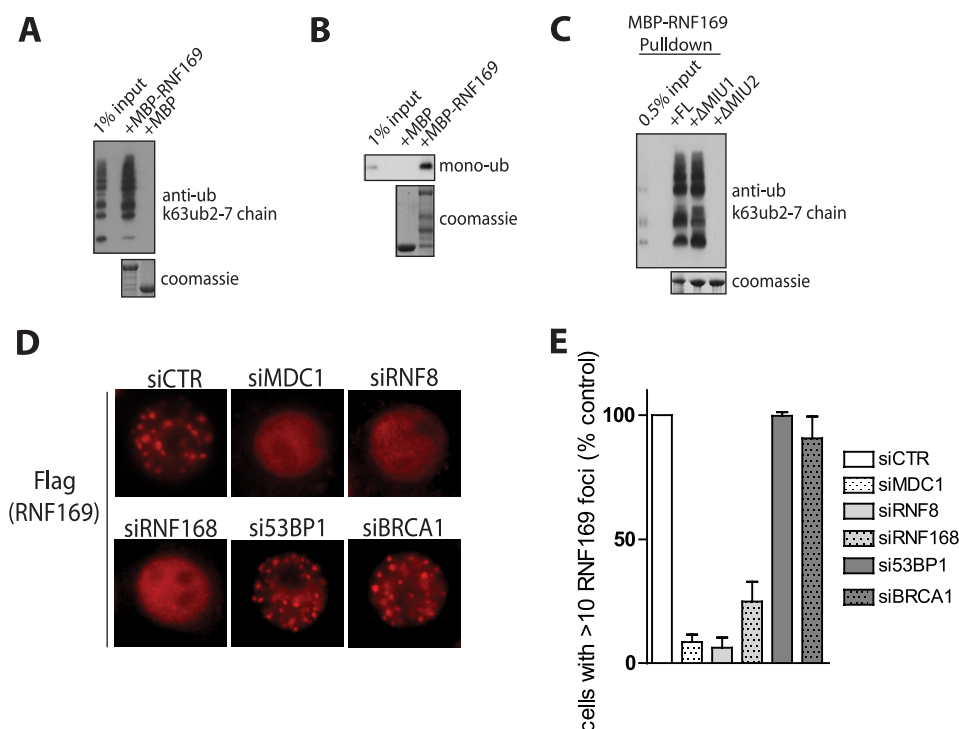 A
1% input
+MBP-RNF169
+MBP
anti-ub
k63ub2-7 chain
coomassie
B
1% input
+MBP
+MBP-RNF169
mono-ub
coomassie
C
MBP-RNF169
Pulldown
0.5% input
+FL
+ΔMIU1
+ΔMIU2
anti-ub
k63ub2-7 chain
coomassie
D
Flag
(RNF169)
siCTR
siMDC1
siRNF8
siRNF168
si53BP1
siBRCA1
E
cells with >10 RNF169 foci (% control)
100
50
0
siCTR
siMDC1
siRNF8
siRNF168
si53BP1
siBRCA1